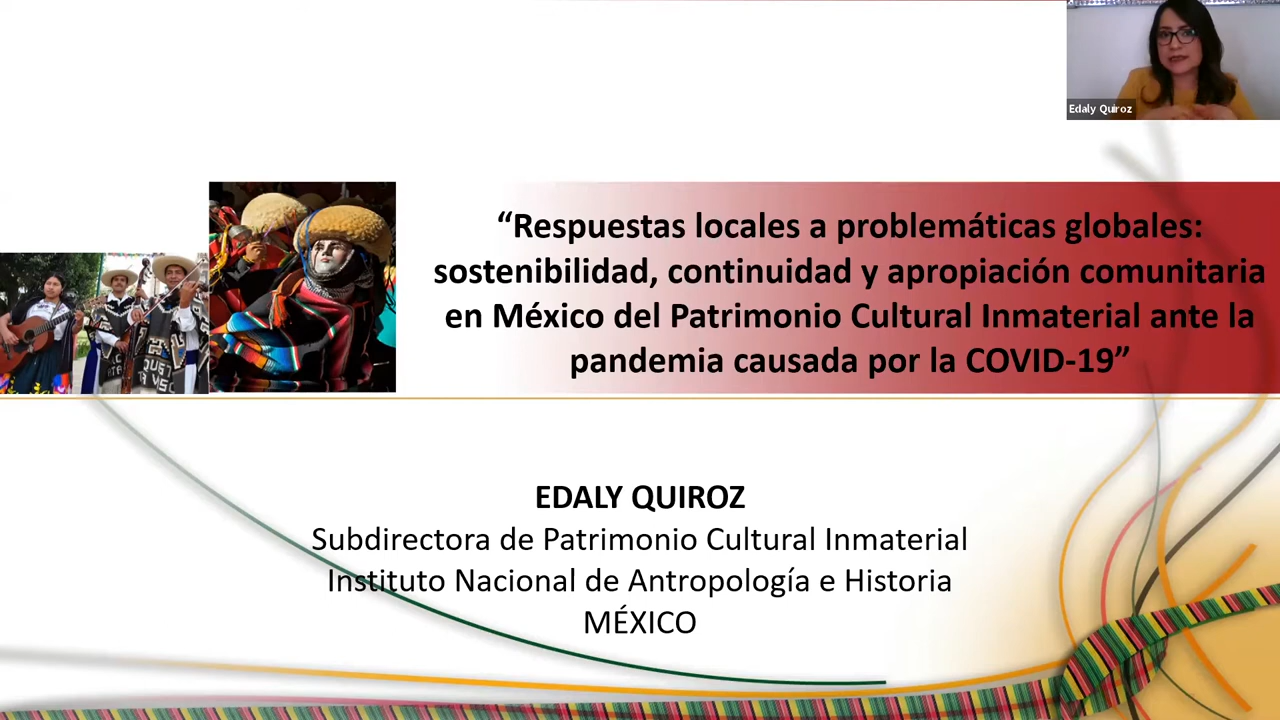 Edaly Quiroz
“Respuestas locales a problemáticas globales:
sostenibilidad, continuidad y apropiación comunitaria
en México del Patrimonio Cultural Inmaterial ante la
pandemia causada por la COVID-19”
EDALY QUIROZ
Subdirectora de Patrimonio Cultural Inmaterial
Instituto Nacional de Antropología e Historia
MÉXICO